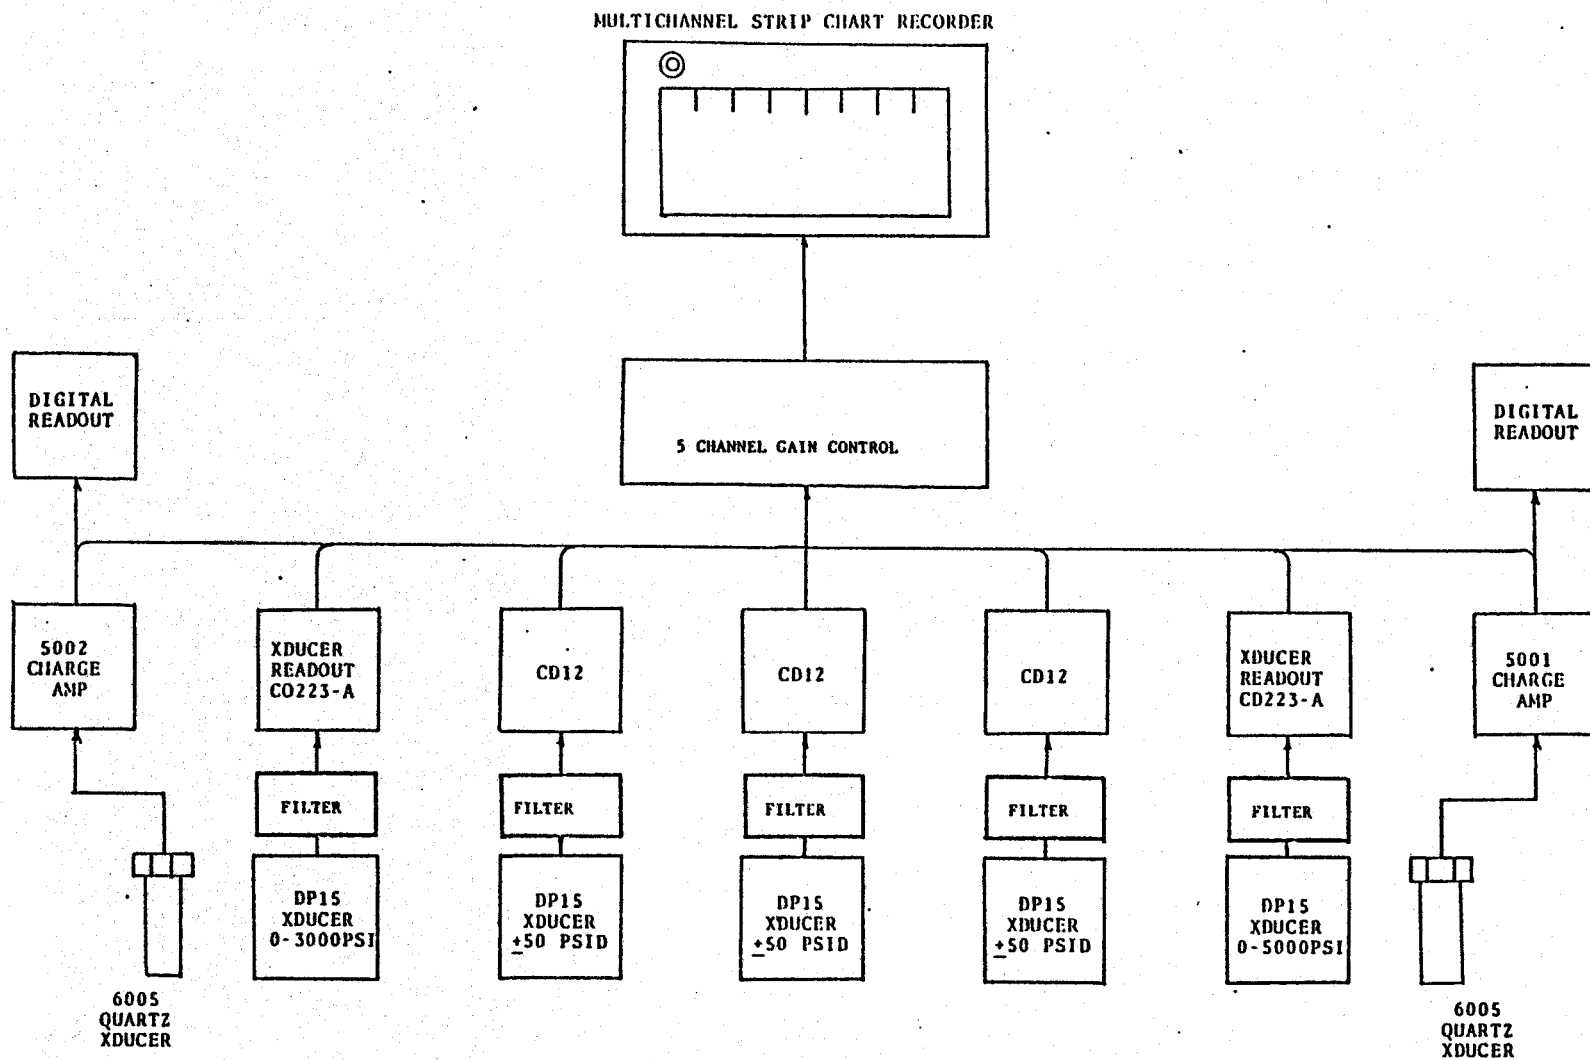 MULTICHANNEL STRIP CHART RECORDER
DIGITAL
READOUT
5 CHANNEL GAIN CONTROL
DIGITAL
READOUT
5002
CHARGE
AMP
XDUCER
READOUT
CO223-A
CD12
CD12
CD12
XDUCER
READOUT
CD223-A
5001
CHARGE
AMP
FILTER
FILTER
FILTER
FILTER
FILTER
DP15
XDUCER
0-3000PSI
DP15
XDUCER
±50 PSID
DP15
XDUCER
±50 PSID
DP15
XDUCER
±50 PSID
DP15
XDUCER
0-5000PSI
6005
QUARTZ
XDUCER
6005
QUARTZ
XDUCER